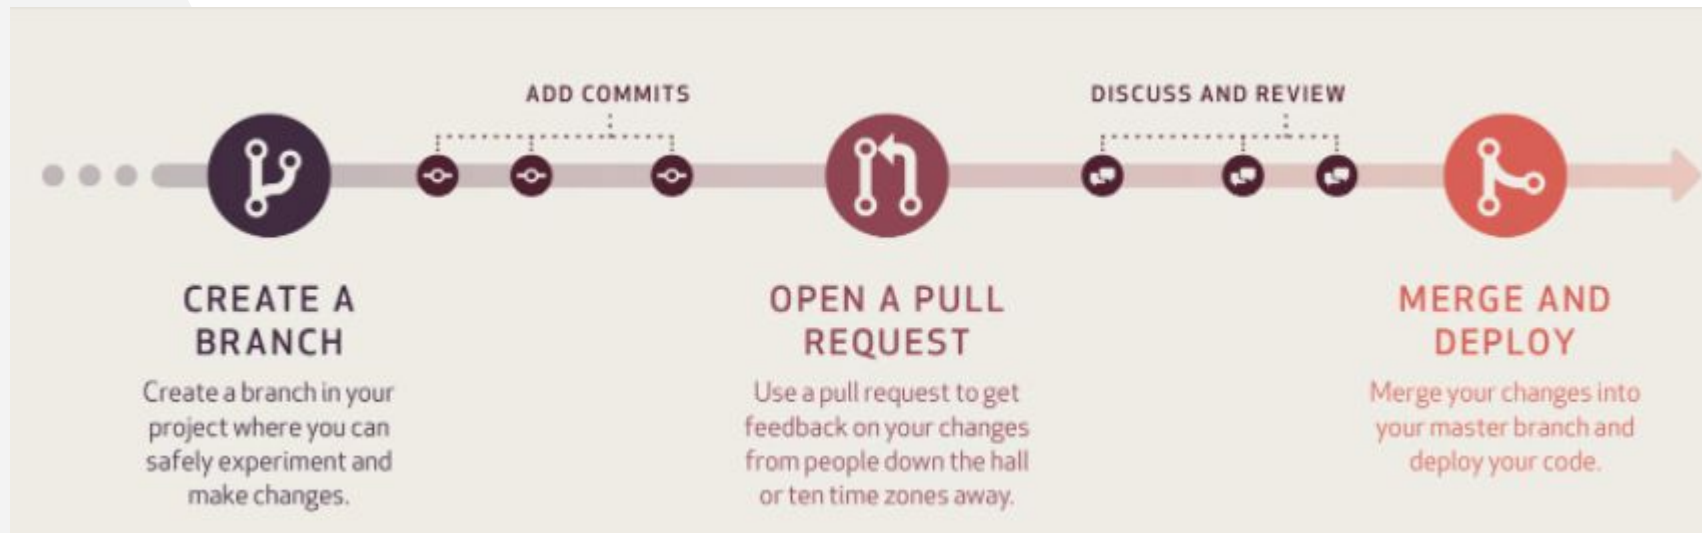 ADD COMMITS
DISCUSS AND REVIEW
CREATE A
BRANCH
Create a branch in your
project where you can
safely experiment and
make changes.
OPEN A PULL
REQUEST
Use a pull request to get
feedback on your changes
from people down the hall
or ten time zones away.
MERGE AND
DEPLOY
Merge your changes into
your master branch and
deploy your code.